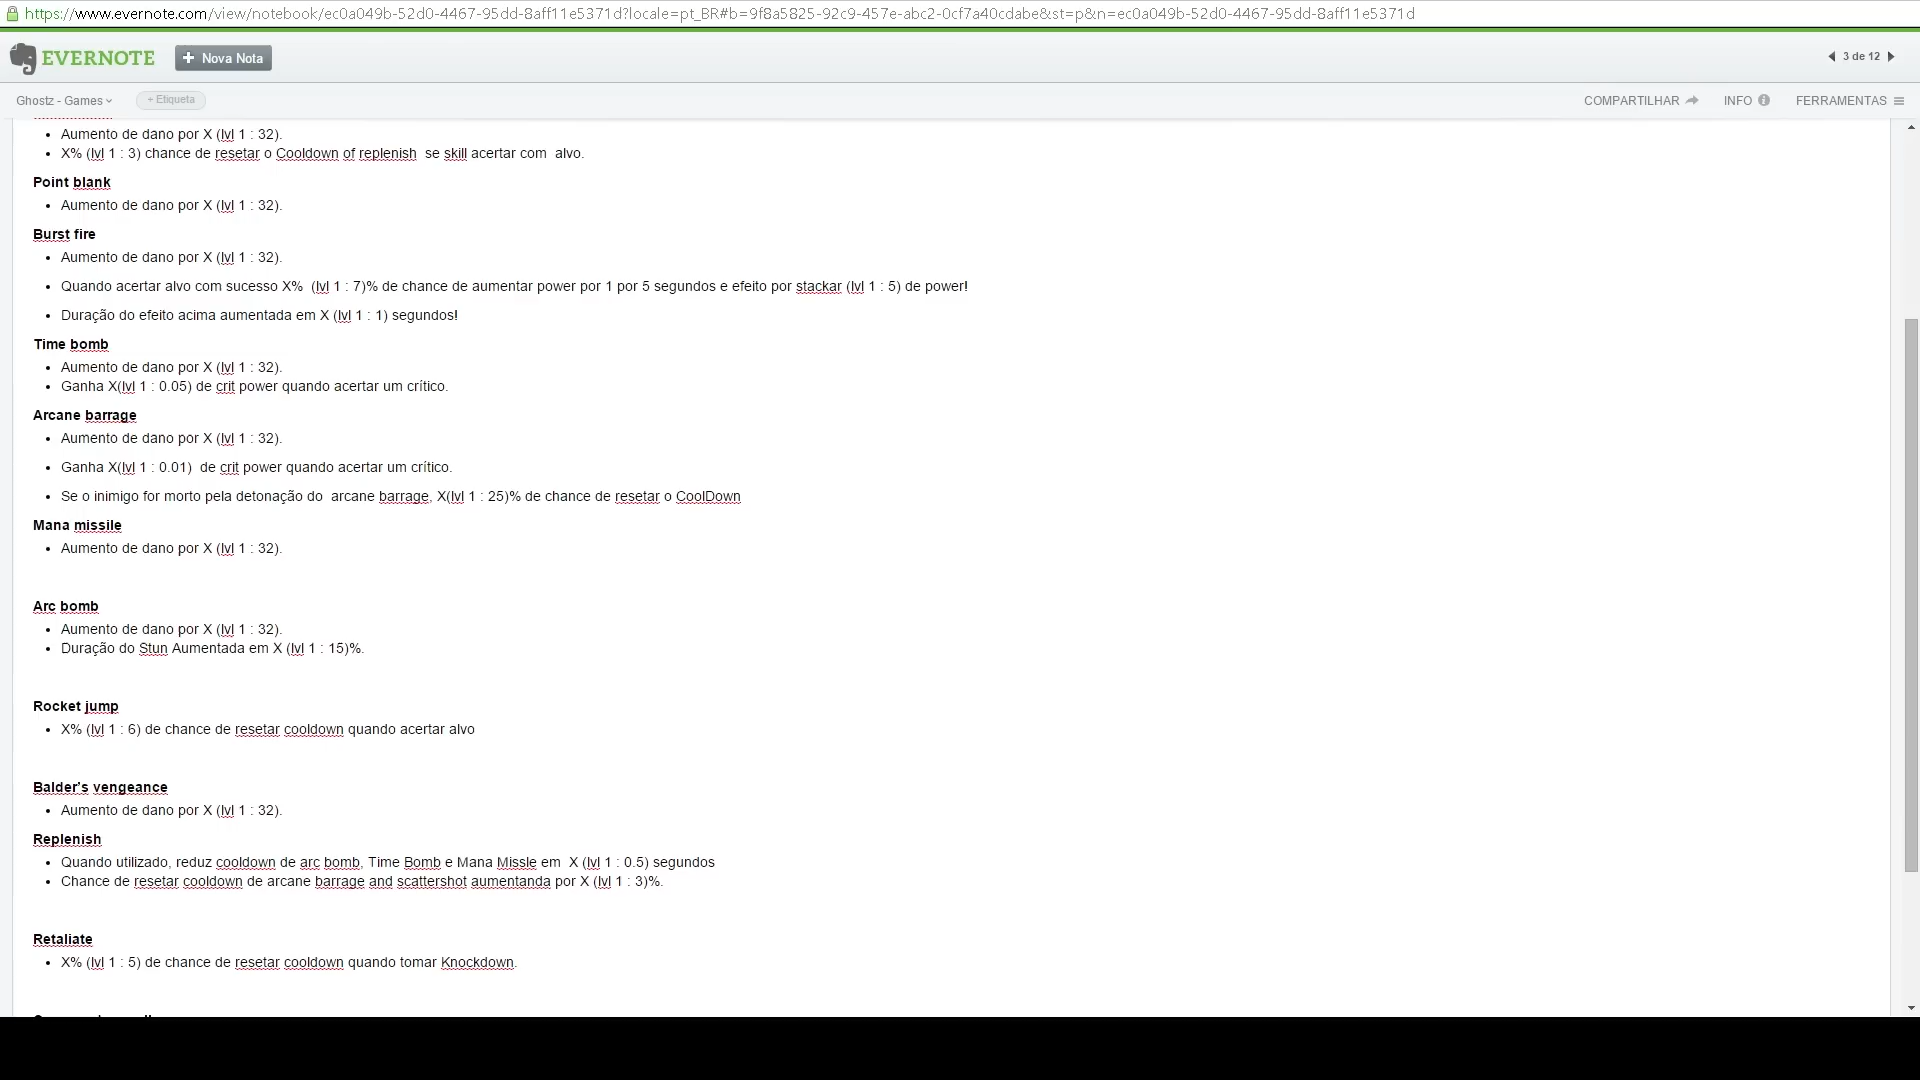 https://www.evernote.com/view/notebook/ec0a049b-52d0-4467-95dd-8aff11e5371d?locale=pt_BR#b=9f8a5825-92c9-457e-abc2-0cf7a40cdabe&st=p&n=ec0a049b-52d0-4467-95dd-8aff11e5371d
EVERNOTE + Nova Nota 3 de 12
Ghostz - Games + Etiqueta COMPARTILHAR INFO FERRAMENTAS
• Aumento de dano por X (lvl 1 : 32).
• X% (lvl 1 : 3) chance de resetar o Cooldown of replenish  se skill acertar com  alvo.
Point blank
• Aumento de dano por X (lvl 1 : 32).
Burst fire
• Aumento de dano por X (lvl 1 : 32).
• Quando acertar alvo com sucesso X%  (lvl 1 : 7)% de chance de aumentar power por 1 por 5 segundos e efeito por stackar (lvl 1 : 5) de power!
• Duração do efeito acima aumentada em X (lvl 1 : 1) segundos!
Time bomb
• Aumento de dano por X (lvl 1 : 32).
• Ganha X(lvl 1 : 0.05) de crit power quando acertar um crítico.
Arcane barrage
• Aumento de dano por X (lvl 1 : 32).
• Ganha X(lvl 1 : 0.01)  de crit power quando acertar um crítico.
• Se o inimigo for morto pela detonação do  arcane barrage, X(lvl 1 : 25)% de chance de resetar o CoolDown
Mana missile
• Aumento de dano por X (lvl 1 : 32).
Arc bomb
• Aumento de dano por X (lvl 1 : 32).
• Duração do Stun Aumentada em X (lvl 1 : 15)%.
Rocket jump
• X% (lvl 1 : 6) de chance de resetar cooldown quando acertar alvo
Balder's vengeance
• Aumento de dano por X (lvl 1 : 32).
Replenish
• Quando utilizado, reduz cooldown de arc bomb, Time Bomb e Mana Missle em  X (lvl 1 : 0.5) segundos
• Chance de resetar cooldown de arcane barrage and scattershot aumentanda por X (lvl 1 : 3)%.
Retaliate
• X% (lvl 1 : 5) de chance de resetar cooldown quando tomar Knockdown.